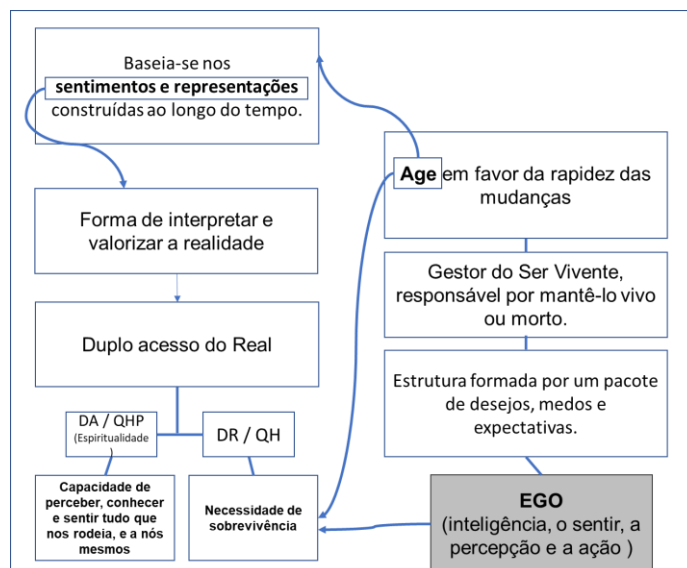 Baseia-se nos
sentimentos e representações
construídas ao longo do tempo.
Age em favor da rapidez das
mudanças
Forma de interpretar e
valorizar a realidade
Gestor do Ser Vivente,
responsável por mantê-lo vivo
ou morto.
Duplo acesso do Real
Estrutura formada por um pacote
de desejos, medos e
expectativas.
DA / QHP
(Espiritualidade
)
DR / QH
Capacidade de
perceber, conhecer
e sentir tudo que
nos rodeia, e a nós
mesmos
Necessidade de
sobrevivência
EGO
(inteligência, o sentir, a
percepção e a ação )